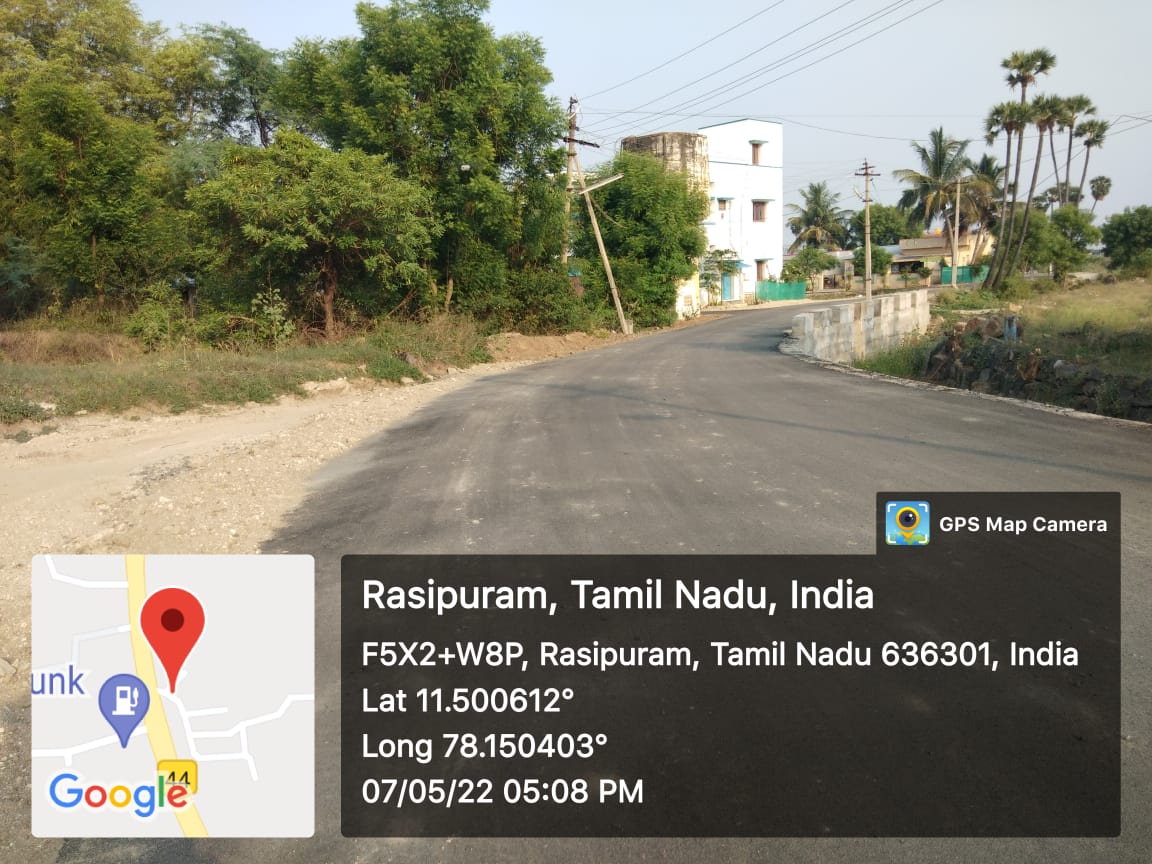 GPS Map Camera
Rasipuram, Tamil Nadu, India
F5X2+W8P, Rasipuram, Tamil Nadu 636301, India
Lat 11.500612°
Long 78.150403°
07/05/22 05:08 PM
unk
44
Google